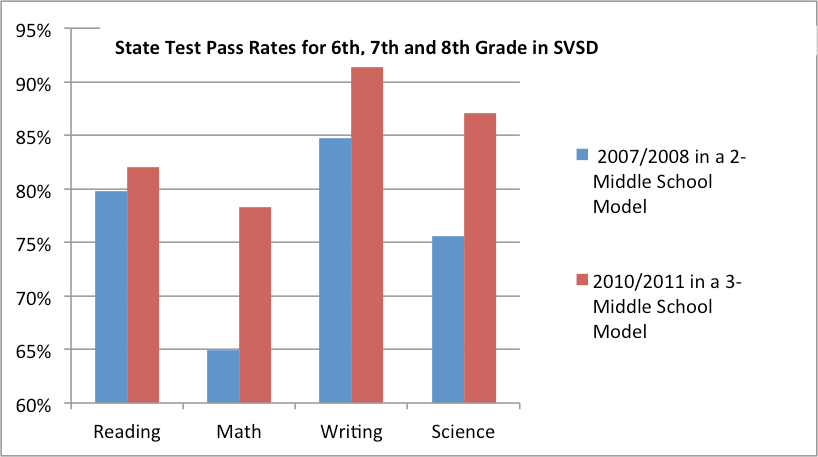 State Test Pass Rates for 6th, 7th and 8th Grade in SVSD
95%
90%
85%
80%
75%
70%
65%
60%
Reading
Math
Writing
Science
2007/2008 in a 2-
Middle School
Model
2010/2011 in a 3-
Middle School
Model